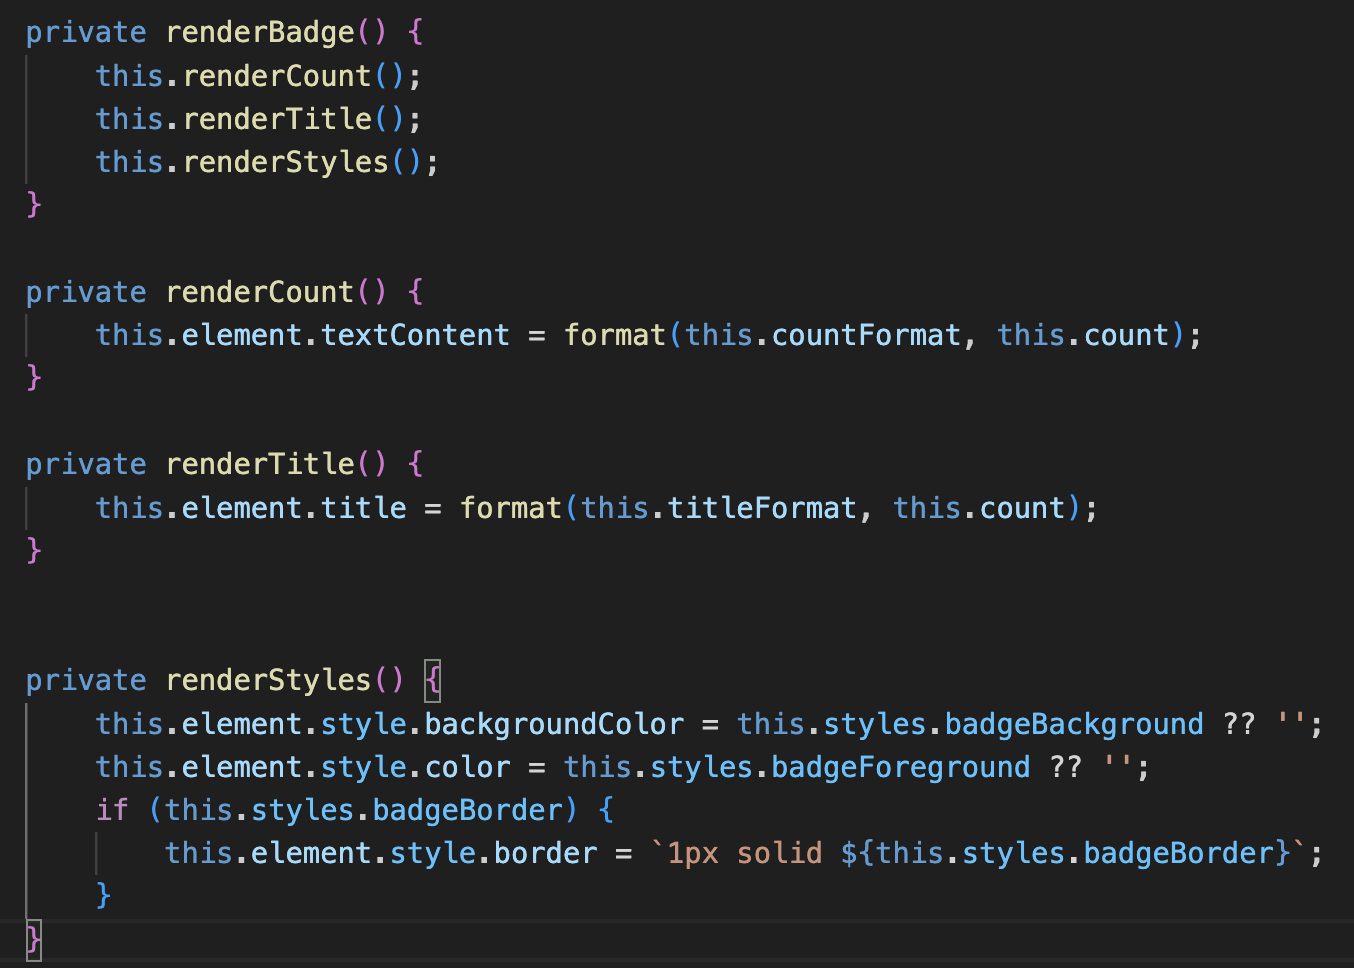 private renderBadge() {
    this.renderCount();
    this.renderTitle();
    this.renderStyles();
}

private renderCount() {
    this.element.textContent = format(this.countFormat, this.count);
}

private renderTitle() {
    this.element.title = format(this.titleFormat, this.count);
}


private renderStyles() {
    this.element.style.backgroundColor = this.styles.badgeBackground ?? '';
    this.element.style.color = this.styles.badgeForeground ?? '';
    if (this.styles.badgeBorder) {
        this.element.style.border = `1px solid ${this.styles.badgeBorder}`;
    }
}